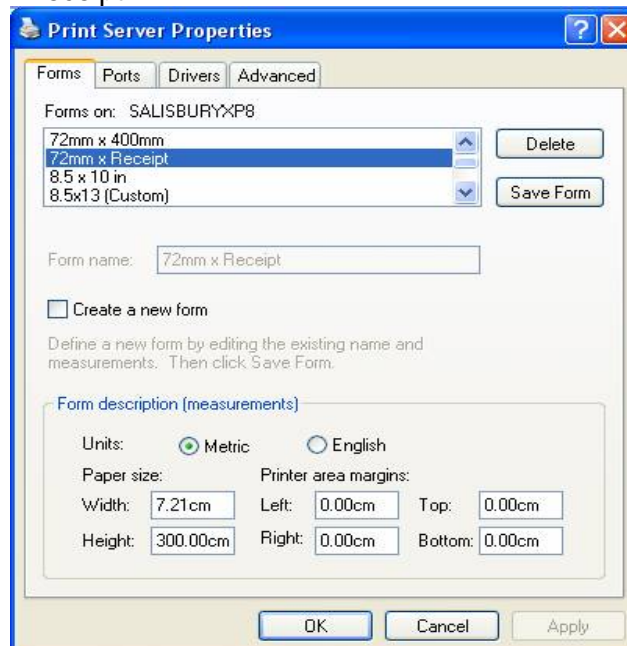 Print Server Properties
Forms Ports Drivers Advanced
Forms on: SALISBURYXP8
72mm x 400mm
72mm x Receipt
8.5 x 10 in
8.5x13 (Custom)
Delete
Save Form
Form name: 72mm x Receipt
Create a new form
Define a new form by editing the existing name and
measurements. Then click Save Form.
Form description (measurements)
Units: Metric English
Paper size: Printer area margins:
Width: 7.21cm Left: 0.00cm Top: 0.00cm
Height: 300.00cm Right: 0.00cm Bottom: 0.00cm
OK Cancel Apply